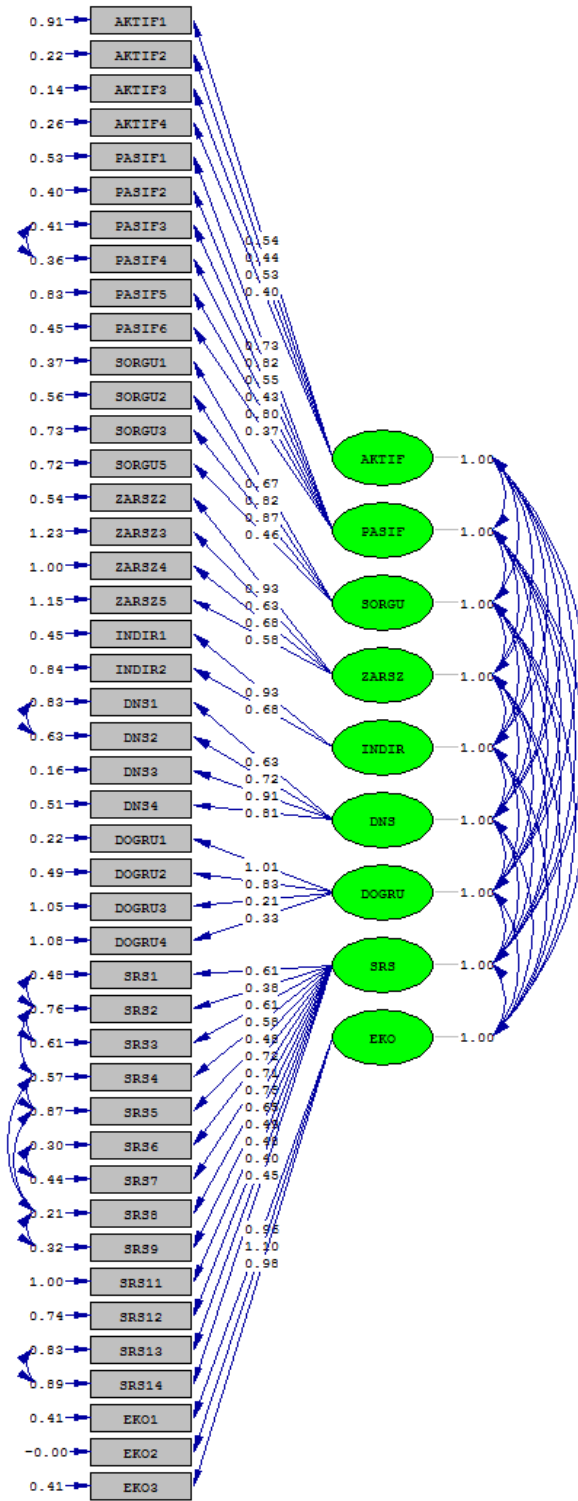 0.91 AKTIF1
0.22 AKTIF2
0.14 AKTIF3
0.26 AKTIF4
0.53 PASIF1
0.40 PASIF2
0.41 PASIF3
0.36 PASIF4
0.83 PASIF5
0.45 PASIF6
0.37 SORGU1
0.56 SORGU2
0.73 SORGU3
0.72 SORGU5
0.54 ZARSZ2
1.23 ZARSZ3
1.00 ZARSZ4
1.15 ZARSZ5
0.45 INDIR1
0.84 INDIR2
0.83 DNS1
0.63 DNS2
0.16 DNS3
0.51 DNS4
0.22 DOGRU1
0.49 DOGRU2
1.05 DOGRU3
1.08 DOGRU4
0.48 SRS1
0.76 SRS2
0.61 SRS3
0.57 SRS4
0.87 SRS5
0.30 SRS6
0.44 SRS7
0.21 SRS8
0.32 SRS9
1.00 SRS11
0.74 SRS12
0.83 SRS13
0.89 SRS14
0.41 EKO1
-0.00 EKO2
0.41 EKO3
0.54
0.44
0.53
0.40
0.73
0.82
0.55
0.43
0.80
0.37
0.67
0.82
0.87
0.46
0.93
0.63
0.68
0.58
0.93
0.68
0.63
0.72
0.91
0.81
1.01
0.83
0.21
0.33
0.61
0.38
0.61
0.58
0.72
0.71
0.40
0.45
1.10
0.98
AKTIF 1.00
PASIF 1.00
SORGU 1.00
ZARSZ 1.00
INDIR 1.00
DNS 1.00
DOGRU 1.00
SRS 1.00
EKO 1.00